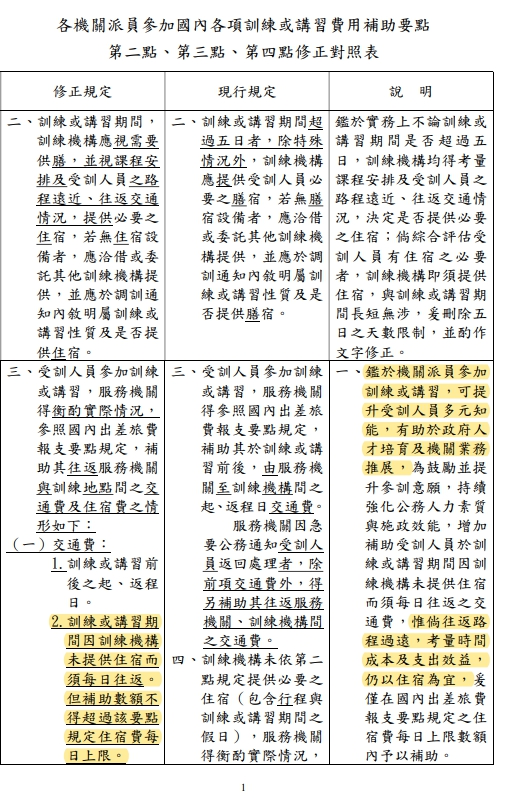 各機關派員參加國內各項訓練或講習費用補助要點
第二點、第三點、第四點修正對照表
修正規定
現行規定
說 明
二、訓練或講習期間，
訓練機構應視需要
供膳，並視課程安
排及受訓人員之路
程遠近、往返交通
情況，提供必要之
住宿，若無住宿設
備者，應洽借或委
託其他訓練機構提
供，並應於調訓通
知內敘明屬訓練或
講習性質及是否提
供住宿。
二、訓練或講習期間超
過五日者，除特殊
情況外，訓練機構
應提供受訓人員必
要之膳宿，若無膳
宿設備者，應洽借
或委託其他訓練機
構提供，並應於調
訓通知內敘明屬訓
練或講習性質及是
否提供膳宿。
鑑於實務上不論訓練或
講習期間是否超過五
日，訓練機構均得考量
課程安排及受訓人員之
路程遠近、往返交通情
況，決定是否提供必要
之住宿；倘綜合評估受
訓人員有住宿之必要
者，訓練機構即須提供
住宿，與訓練或講習期
間長短無涉，爰刪除五
日之天數限制，並酌作
文字修正。
三、受訓人員參加訓練
或講習，服務機關
得衡酌實際情況，
參照國內出差旅費
報支要點規定，補
助其往返服務機關
與訓練地點間之交
通費及住宿費之情
形如下：
（一）交通費：
1.訓練或講習前
後之起、返程
日。
2.訓練或講習期
間因訓練機構
未提供住宿而
須每日往返。
但補助數額不
得超過該要點
規定住宿費每
日上限。
三、受訓人員參加訓練
或講習，服務機關
得參照國內出差旅
費報支要點規定，
補助其於訓練或講
習前後，由服務機
關至訓練機構間之
起、返程日交通費。
服務機關因急
要公務通知受訓人
員返回處理者，除
前項交通費外，得
另補助其往返服務
機關、訓練機構間
之交通費。
四、訓練機構未依第二
點規定提供必要之
住宿（包含行程與
訓練或講習期間之
假日），服務機關
得衡酌實際情況，
一、鑑於機關派員參加
訓練或講習，可提
升受訓人員多元知
能，有助於政府人
才培育及機關業務
推展，為鼓勵並提
升參訓意願，持續
強化公務人力素質
與施政效能，增加
補助受訓人員於訓
練或講習期間因訓
練機構未提供住宿
而須每日往返之交
通費，惟倘往返路
程過遠，考量時間
成本及支出效益，
仍以住宿為宜，爰
僅在國內出差旅費
報支要點規定之住
宿費每日上限數額
內予以補助。
1